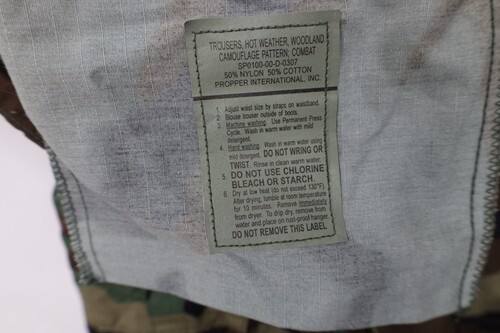 TROUSERS, HOT WEATHER, WOODLAND
CAMOUFLAGE PATTERN; COMBAT
SP0100-00-D-0307
50% NYLON 50% COTTON
PROPPER INTERNATIONAL, INC.
1. Adjust waist size by straps on waistband.
2. Blouse trouser outside of boots.
3. Machine washing. Use Permanent Press
Cycle. Wash in warm water with mild
detergent.
4. Hand washing. Wash in warm water using
mild detergent. DO NOT WRING OR
TWIST. Rinse in clean warm water.
5. DO NOT USE CHLORINE
BLEACH OR STARCH.
6. Dry at low heat (do not exceed 130°F)
After drying, tumble at room temperature
for 10 minutes. Remove immediately
from dryer. To drip dry, remove from
water and place on rust-proof hanger.
DO NOT REMOVE THIS LABEL